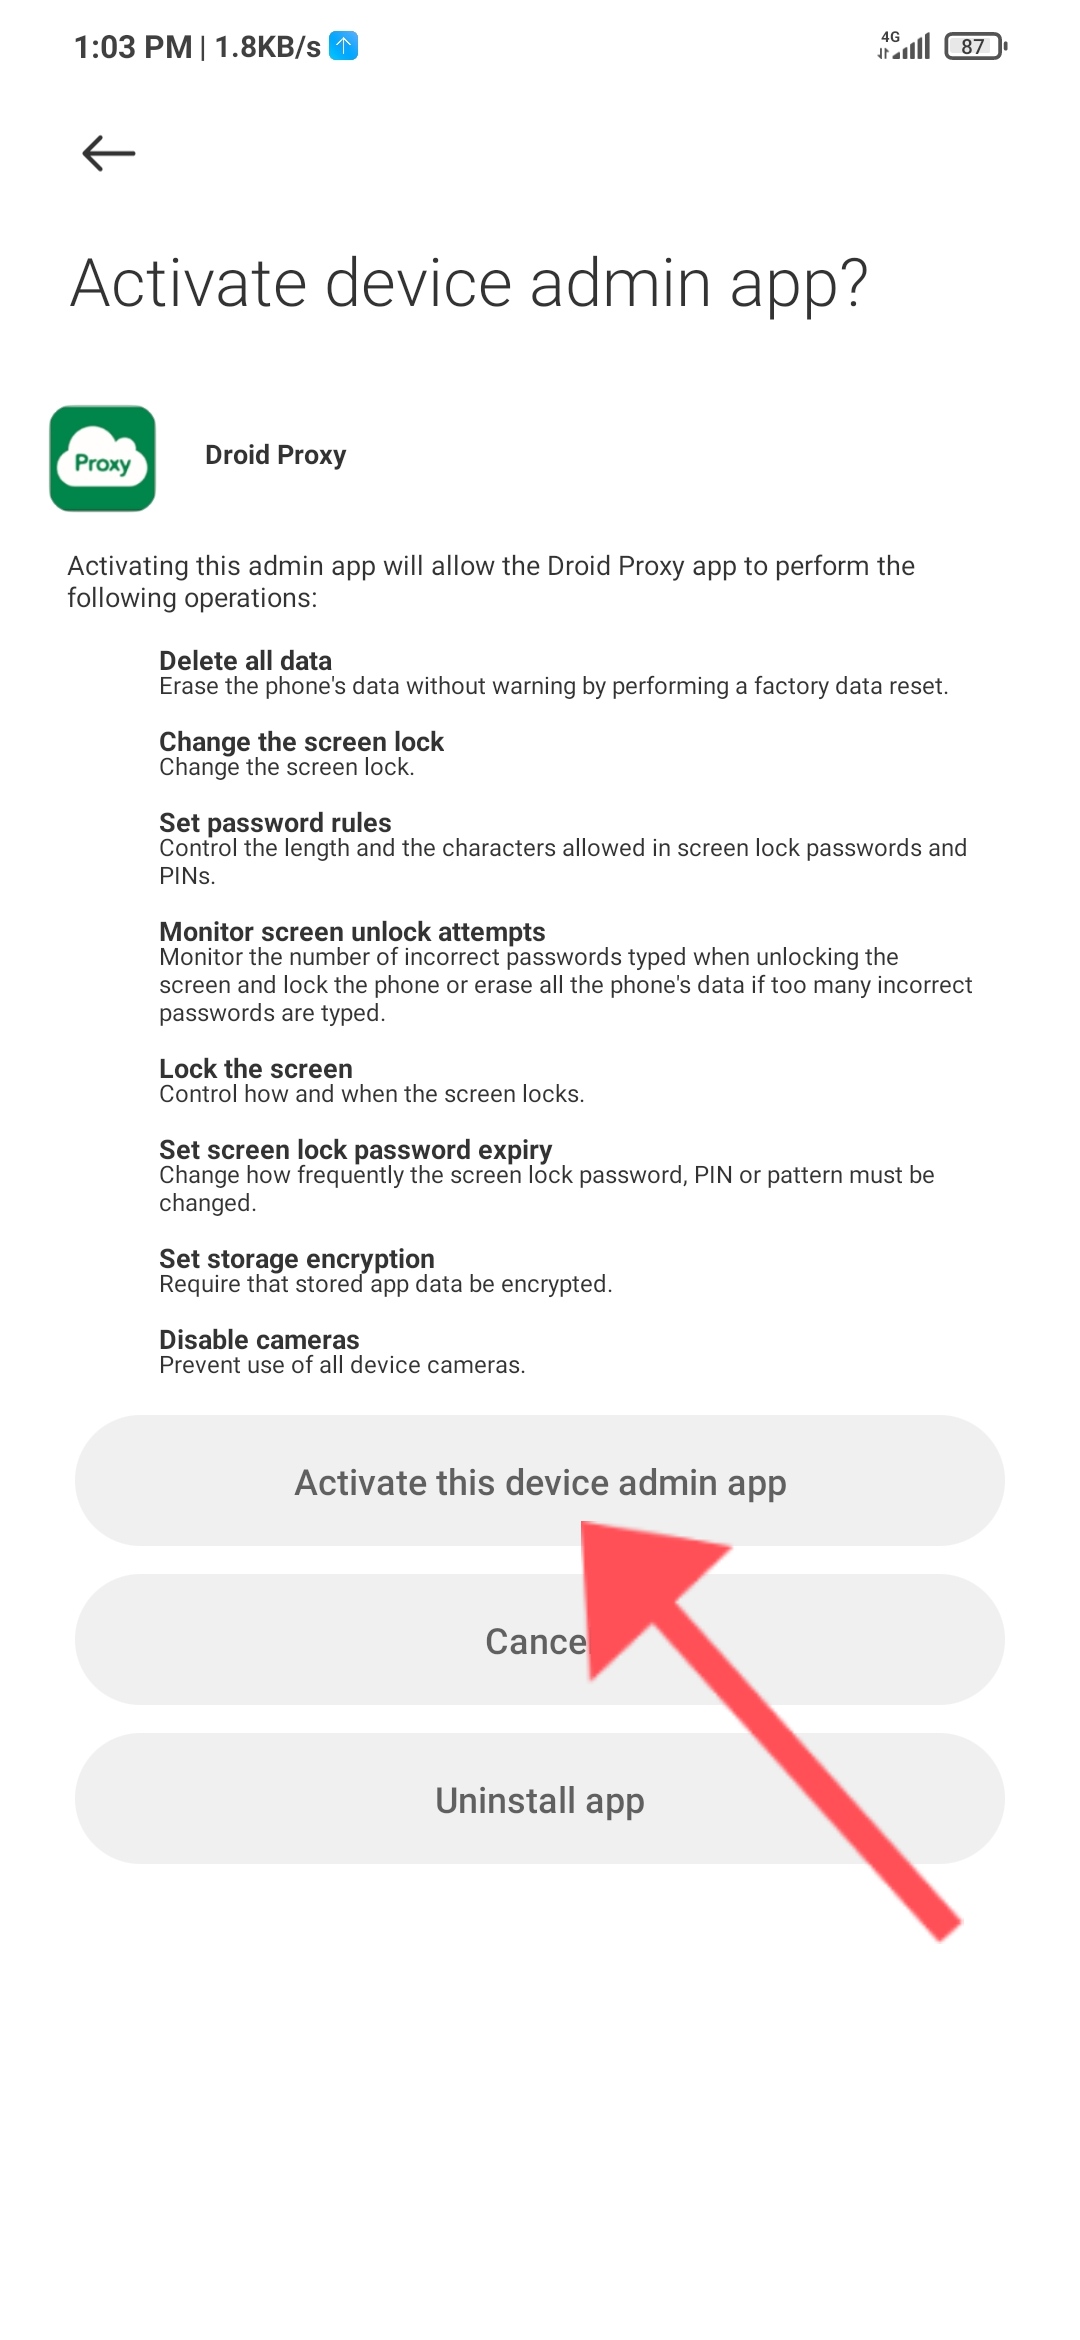 1:03 PM | 1.8KB/s
4G
87
Activate device admin app?
Proxy
Droid Proxy
Activating this admin app will allow the Droid Proxy app to perform the
following operations:
Delete all data
Erase the phone's data without warning by performing a factory data reset.
Change the screen lock
Change the screen lock.
Set password rules
Control the length and the characters allowed in screen lock passwords and
PINs.
Monitor screen unlock attempts
Monitor the number of incorrect passwords typed when unlocking the
screen and lock the phone or erase all the phone's data if too many incorrect
passwords are typed.
Lock the screen
Control how and when the screen locks.
Set screen lock password expiry
Change how frequently the screen lock password, PIN or pattern must be
changed.
Set storage encryption
Require that stored app data be encrypted.
Disable cameras
Prevent use of all device cameras.
Activate this device admin app
Cancel
Uninstall app